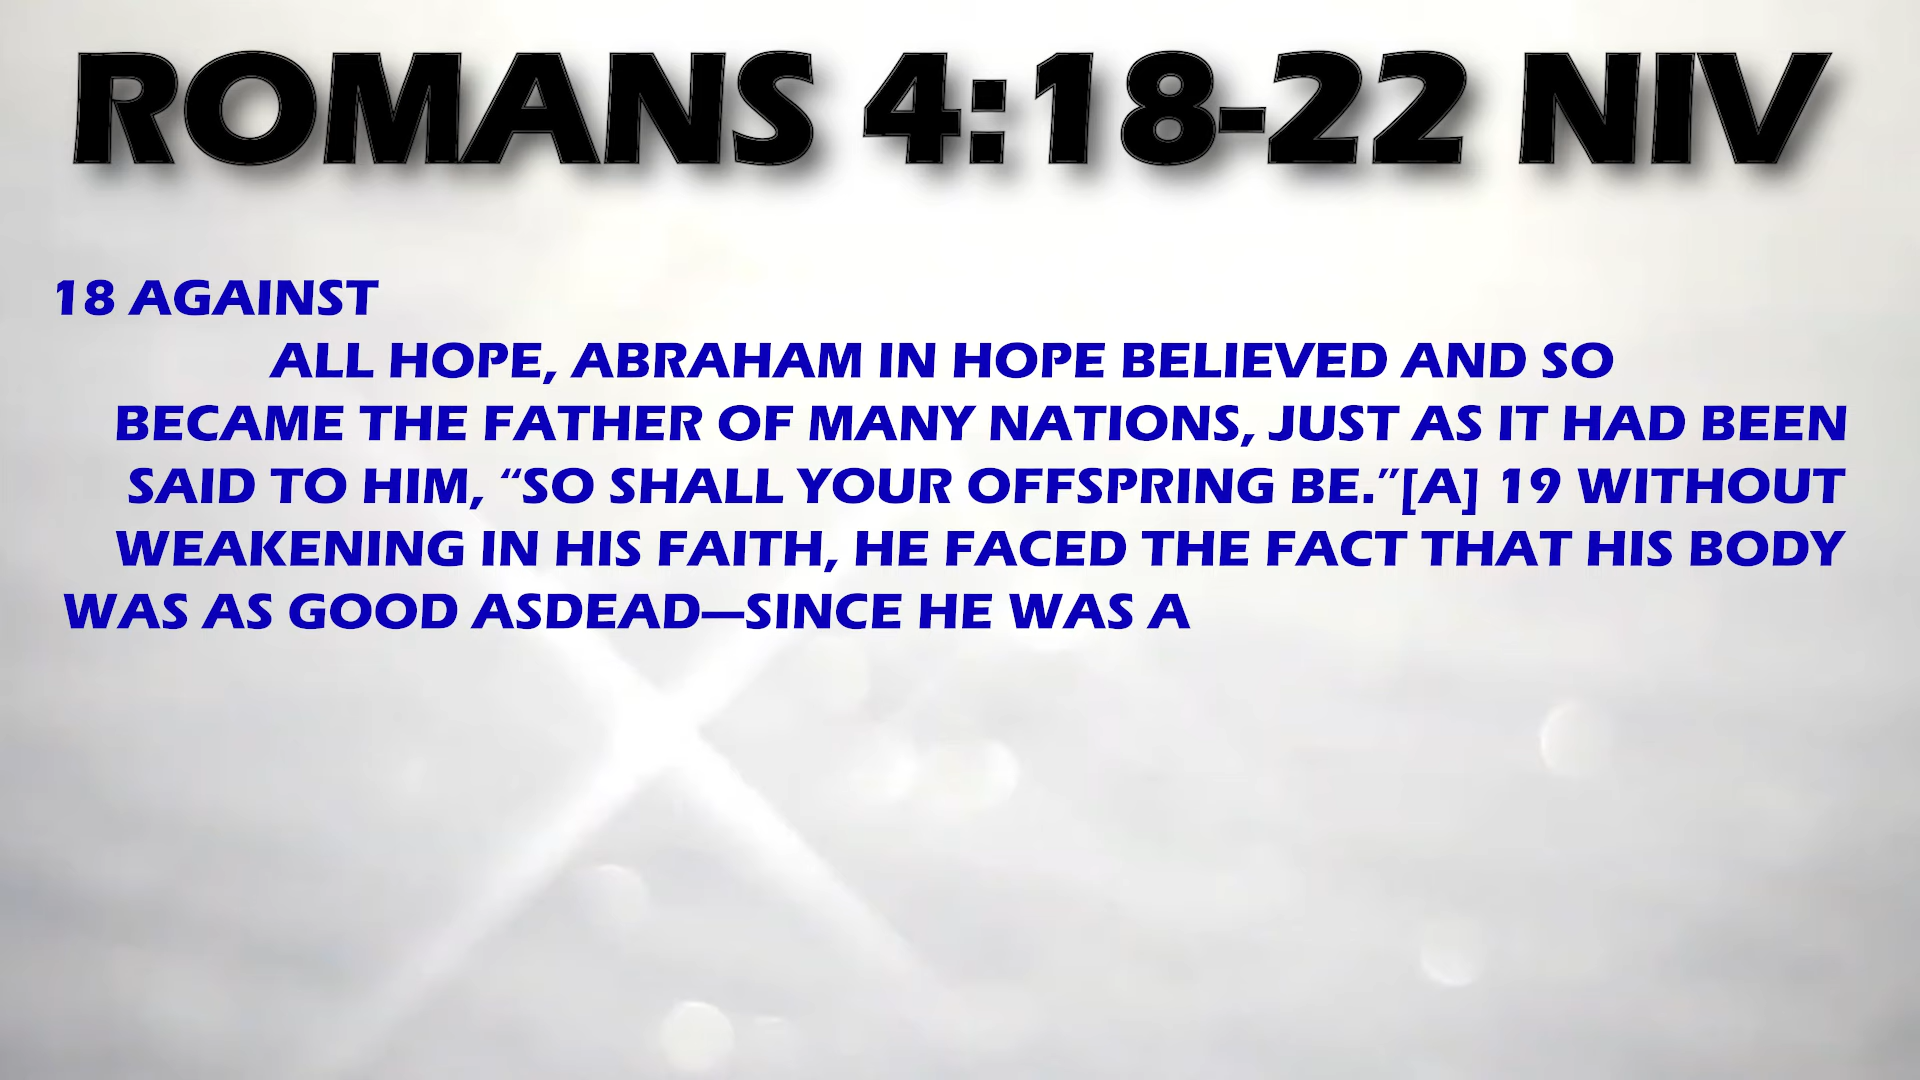 ROMANS 4:18-22 NIV
18 AGAINST
ALL HOPE, ABRAHAM IN HOPE BELIEVED AND SO
BECAME THE FATHER OF MANY NATIONS, JUST AS IT HAD BEEN
SAID TO HIM, “SO SHALL YOUR OFFSPRING BE.”[A] 19 WITHOUT
WEAKENING IN HIS FAITH, HE FACED THE FACT THAT HIS BODY
WAS AS GOOD ASDEAD—SINCE HE WAS A